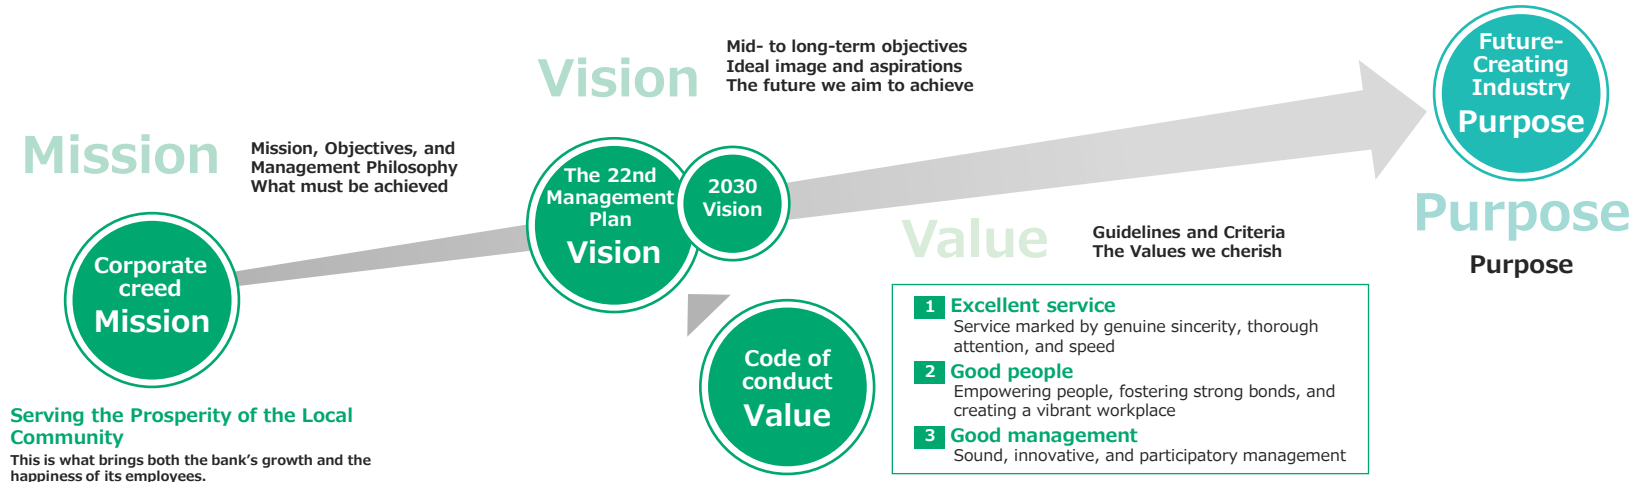 Mission
Mission, Objectives, and
Management Philosophy
What must be achieved
Corporate
creed
Mission
Serving the Prosperity of the Local
Community
This is what brings both the bank's growth and the
happiness of its employees.
Vision
Mid- to long-term objectives
Ideal image and aspirations
The future we aim to achieve
The 22nd
Management
Plan
Vision
2030
Vision
Value
Guidelines and Criteria
The Values we cherish
Code of
conduct
Value
1 Excellent service
Service marked by genuine sincerity, thorough
attention, and speed
2 Good people
Empowering people, fostering strong bonds, and
creating a vibrant workplace
3 Good management
Sound, innovative, and participatory management
Future-
Creating
Industry
Purpose
Purpose
Purpose